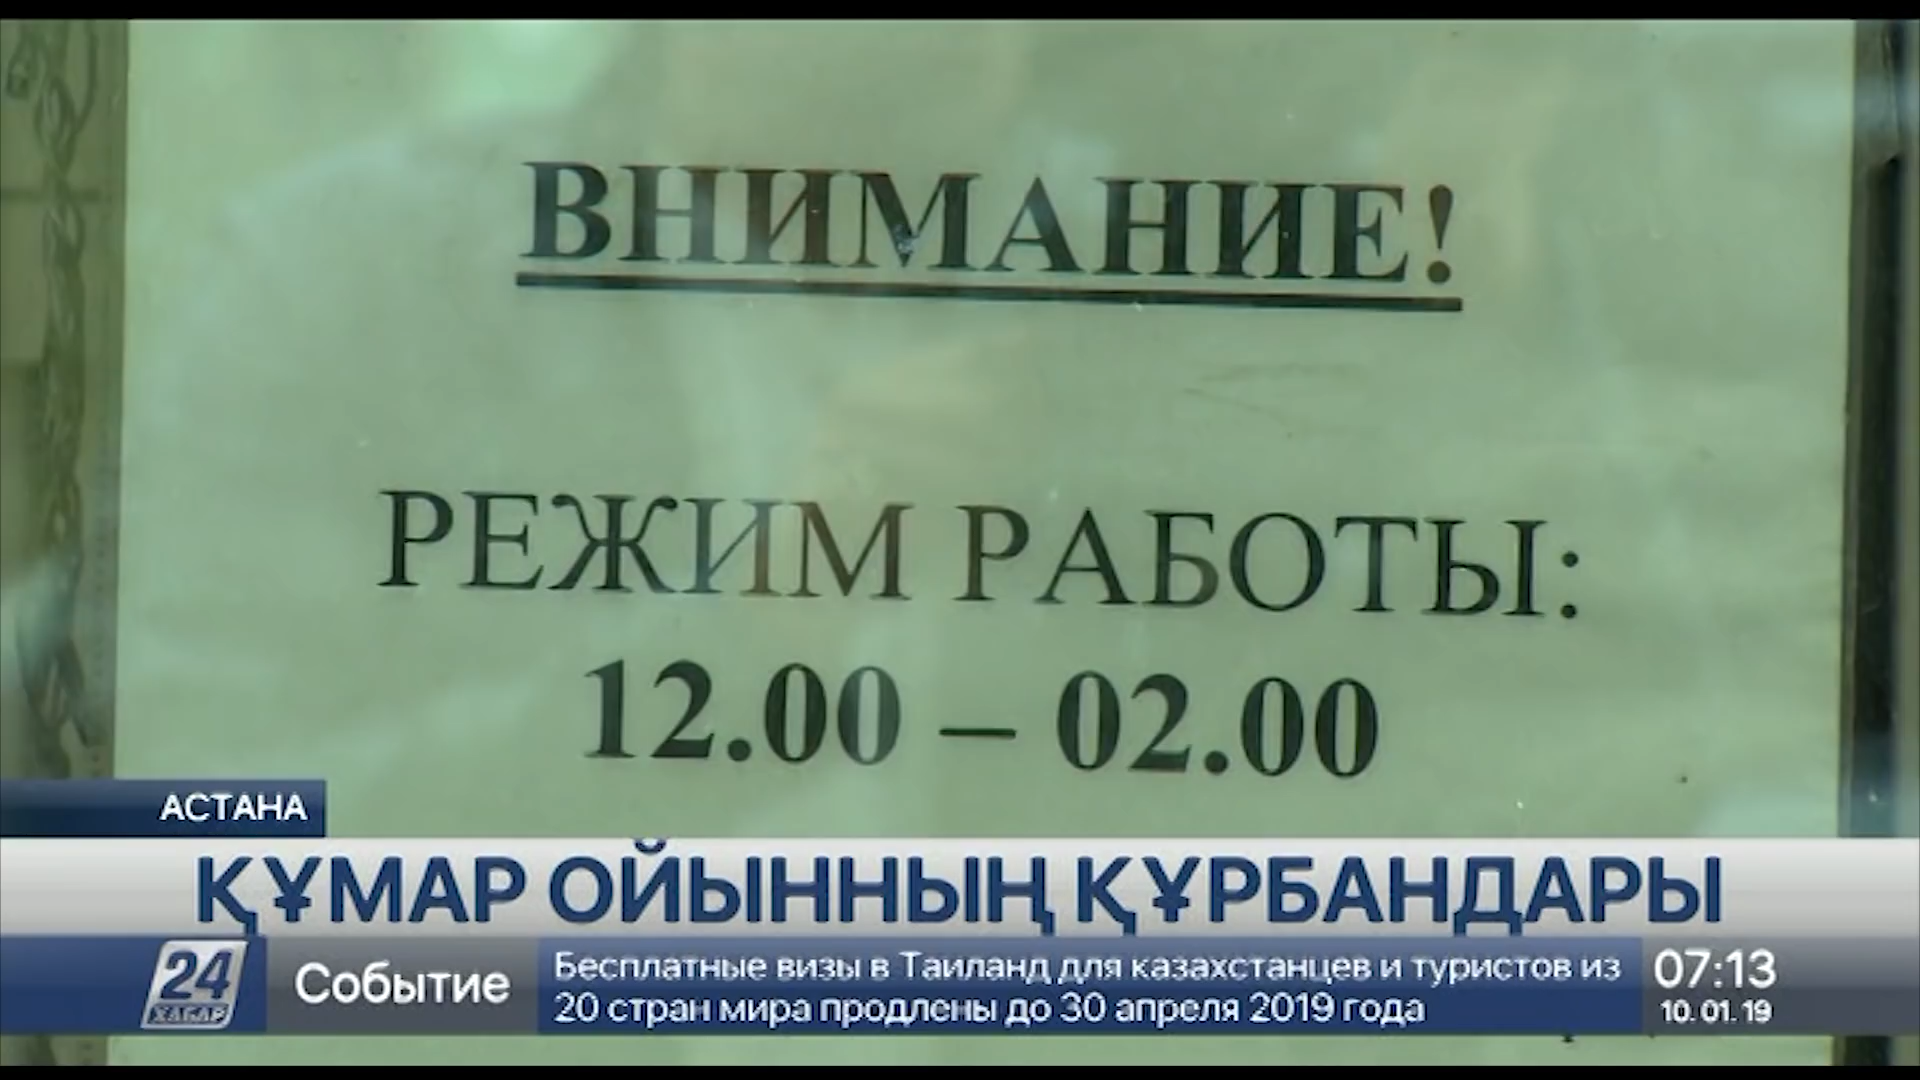 ВНИМАНИЕ!
РЕЖИМ РАБОТЫ:
12.00 – 02.00
АСТАНА
ҚҰМАР ОЙЫННЫҢ ҚҰРБАНДАРЫ
24
ХАБАР
Событие
Бесплатные визы в Таиланд для казахстанцев и туристов из
20 стран мира продлены до 30 апреля 2019 года
07:13
10. 01. 19